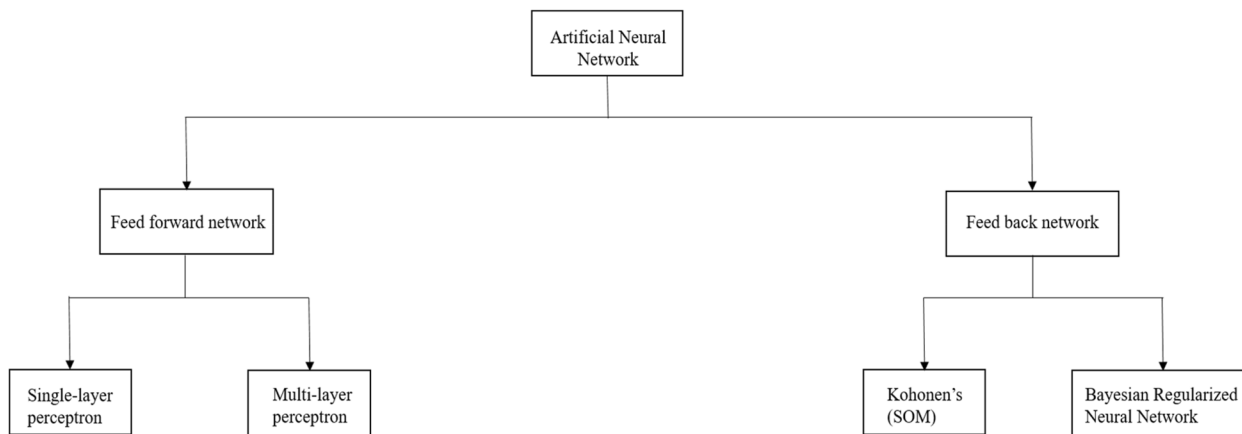 Artificial Neural
Network
Feed forward network
Feed back network
Single-layer
perceptron
Multi-layer
perceptron
Kohonen's
(SOM)
Bayesian Regularized
Neural Network